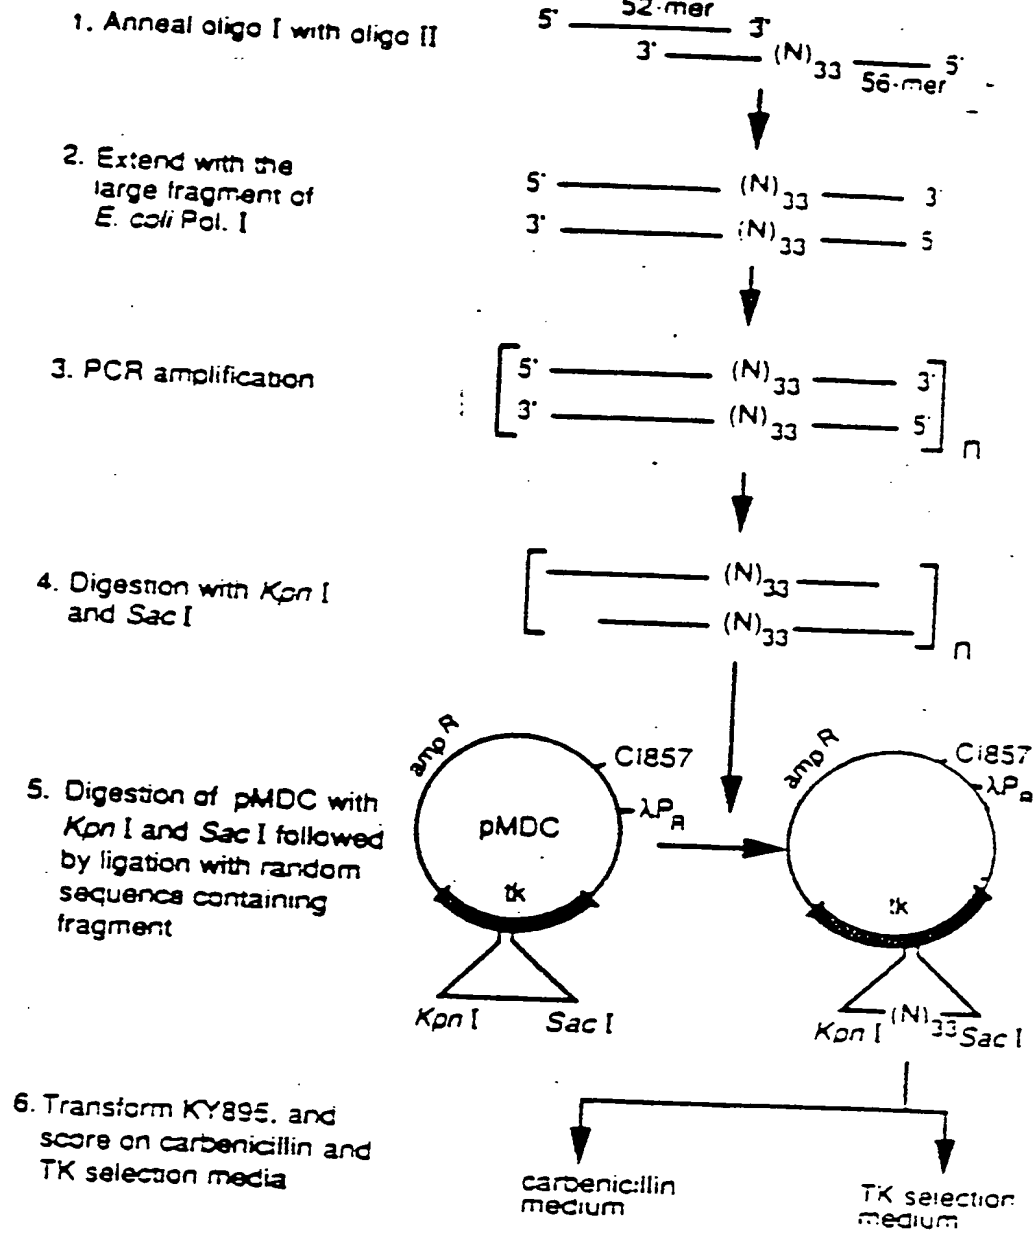 1. Anneal oligo I with oligo II
5' 52-mer 3'
3' (N)33 5'
56-mer
2. Extend with the
large fragment of
E. coli Pol. I
5' (N)33 3'
3' (N)33 5
3. PCR amplification
5' (N)33 3'
3' (N)33 5'
n
4. Digestion with Kpn I
and Sac I
(N)33
(N)33
n
5. Digestion of pMDC with
Kpn I and Sac I followed
by ligation with random
sequence containing
fragment
amp R
Ci857
λPR
pMDC
tk
Kpn I Sac I
amp R
Ci857
λPR
tk
Kpn I (N)33 Sac I
6. Transform KY895, and
score on carbenicillin and
TK selection media
carbenicillin
medium
TK selection
medium